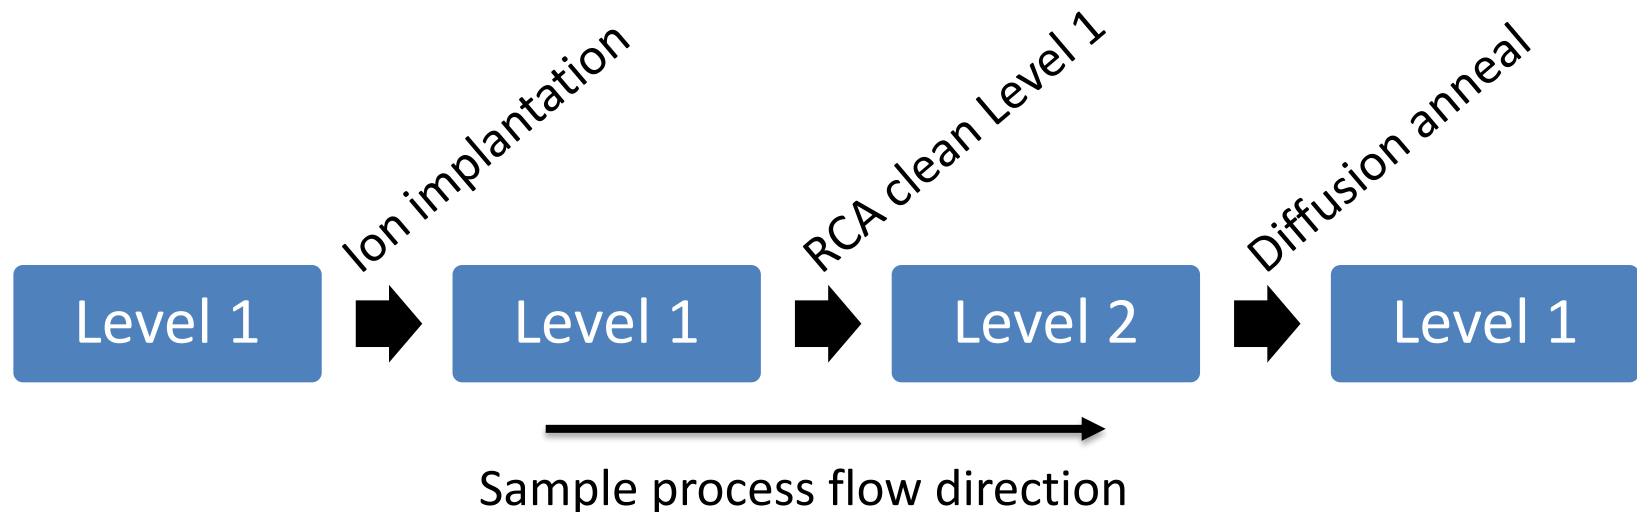 Ion implantation
RCA clean Level 1
Diffusion anneal
Level 1
Level 1
Level 2
Level 1
Sample process flow direction